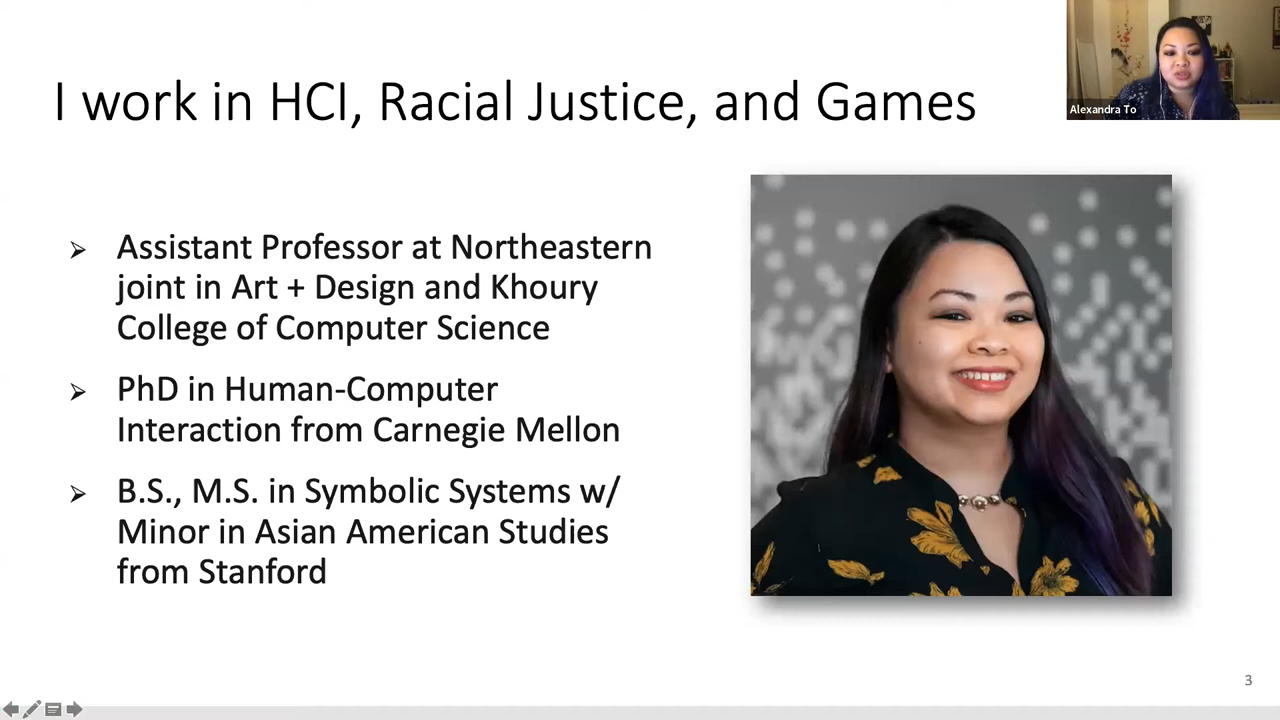 I work in HCI, Racial Justice, and Games
Alexandra To
Assistant Professor at Northeastern
joint in Art + Design and Khoury
College of Computer Science
PhD in Human-Computer
Interaction from Carnegie Mellon
B.S., M.S. in Symbolic Systems w/
Minor in Asian American Studies
from Stanford
3